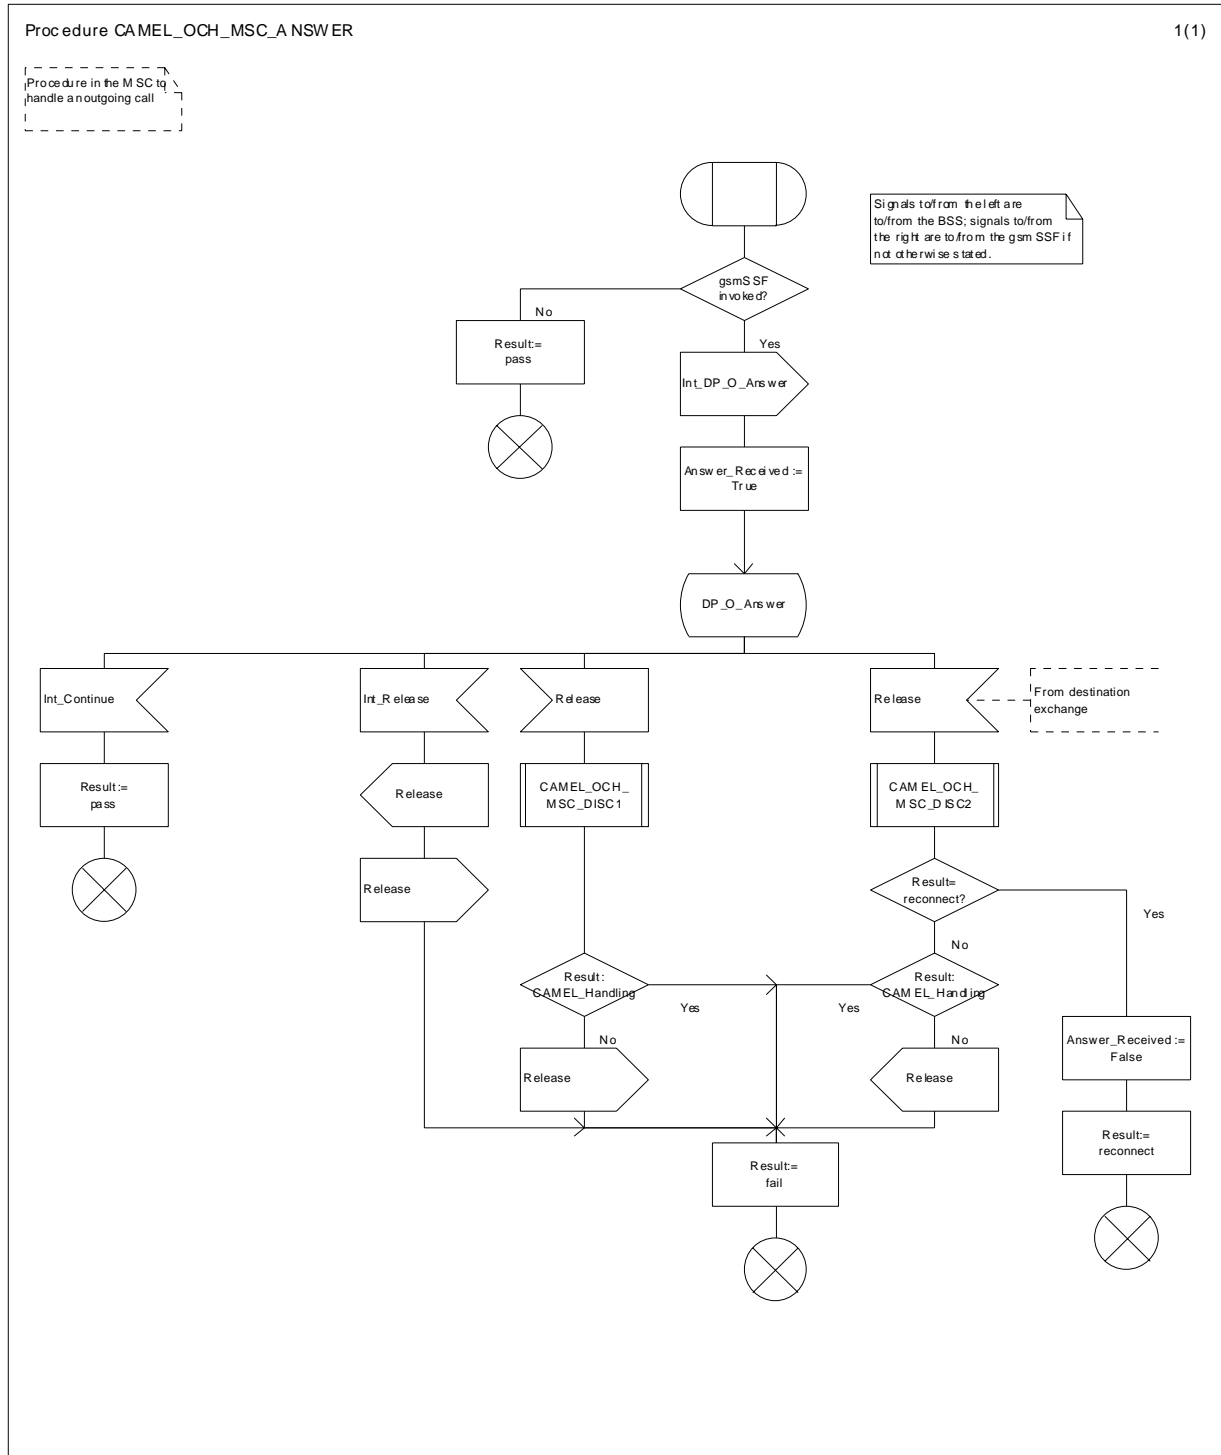 Procedure CAMEL_OCH_MSC_ANSWER
1(1)
Procedure in the MSC to
handle an outgoing call
Signals to/from the left are
to/from the BSS; signals to/from
the right are to/from the gsmSSF if
not otherwise stated.
gsmSSF
invoked?
No
Yes
Result:=
pass
Int_DP_O_Answer
Answer_Received :=
True
DP_O_Answer
Int_Continue
Int_Release
Release
Release
From destination
exchange
Result:=
pass
Release
CAMEL_OCH_
MSC_DISC1
CAMEL_OCH_
MSC_DISC2
Release
Result=
reconnect?
Yes
No
Result:
CAMEL_Handling
Yes
Result:
CAMEL_Handling
Yes
No
No
Release
Release
Answer_Received :=
False
Result:=
reconnect
Result:=
fail